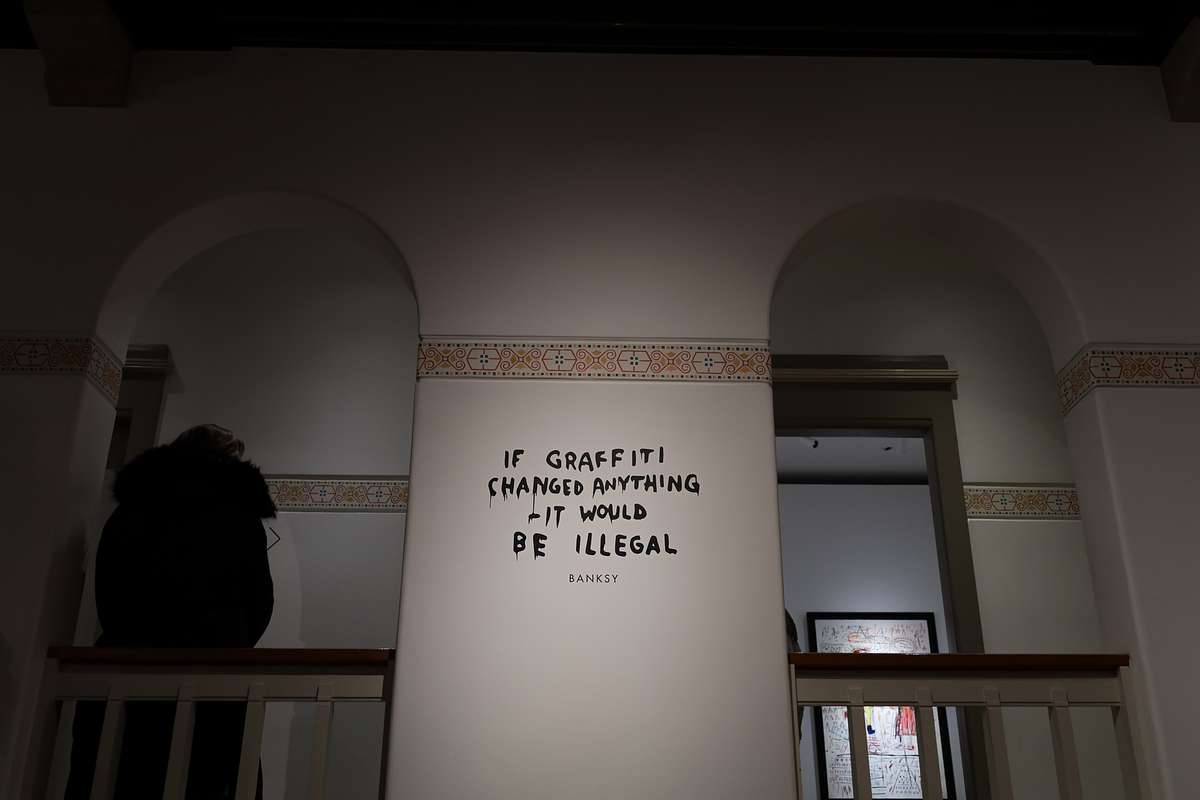 IF GRAFFITI
CHANGED ANYTHING
-IT WOULD
BE ILLEGAL
BANKSY